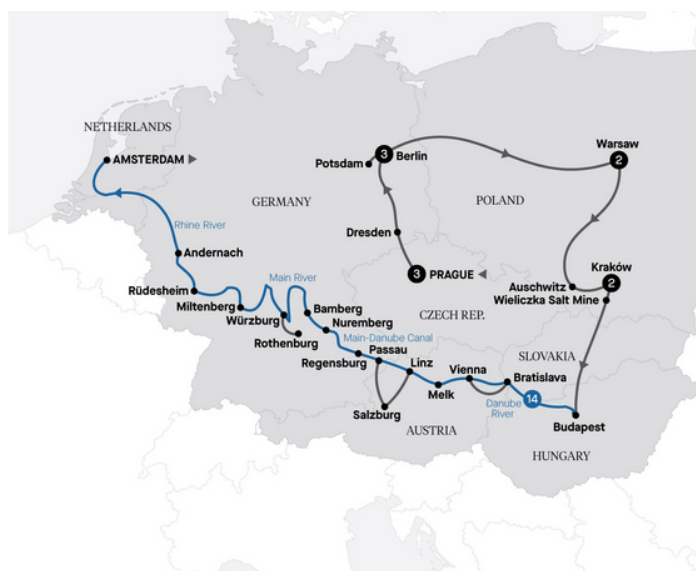 NETHERLANDS
AMSTERDAM
Potsdam
3
Berlin
Warsaw
2
GERMANY
POLAND
Rhine River
Dresden
Andernach
3
PRAGUE
Kraków
2
Main River
Auschwitz
Rüdesheim
Wieliczka Salt Mine
Miltenberg
Bamberg
CZECH REP.
Würzburg
Nuremberg
Rothenburg
Main-Danube Canal
Passau
SLOVAKIA
Regensburg
Linz
Vienna
Bratislava
Melk
Danube
River
14
Salzburg
Budapest
AUSTRIA
HUNGARY